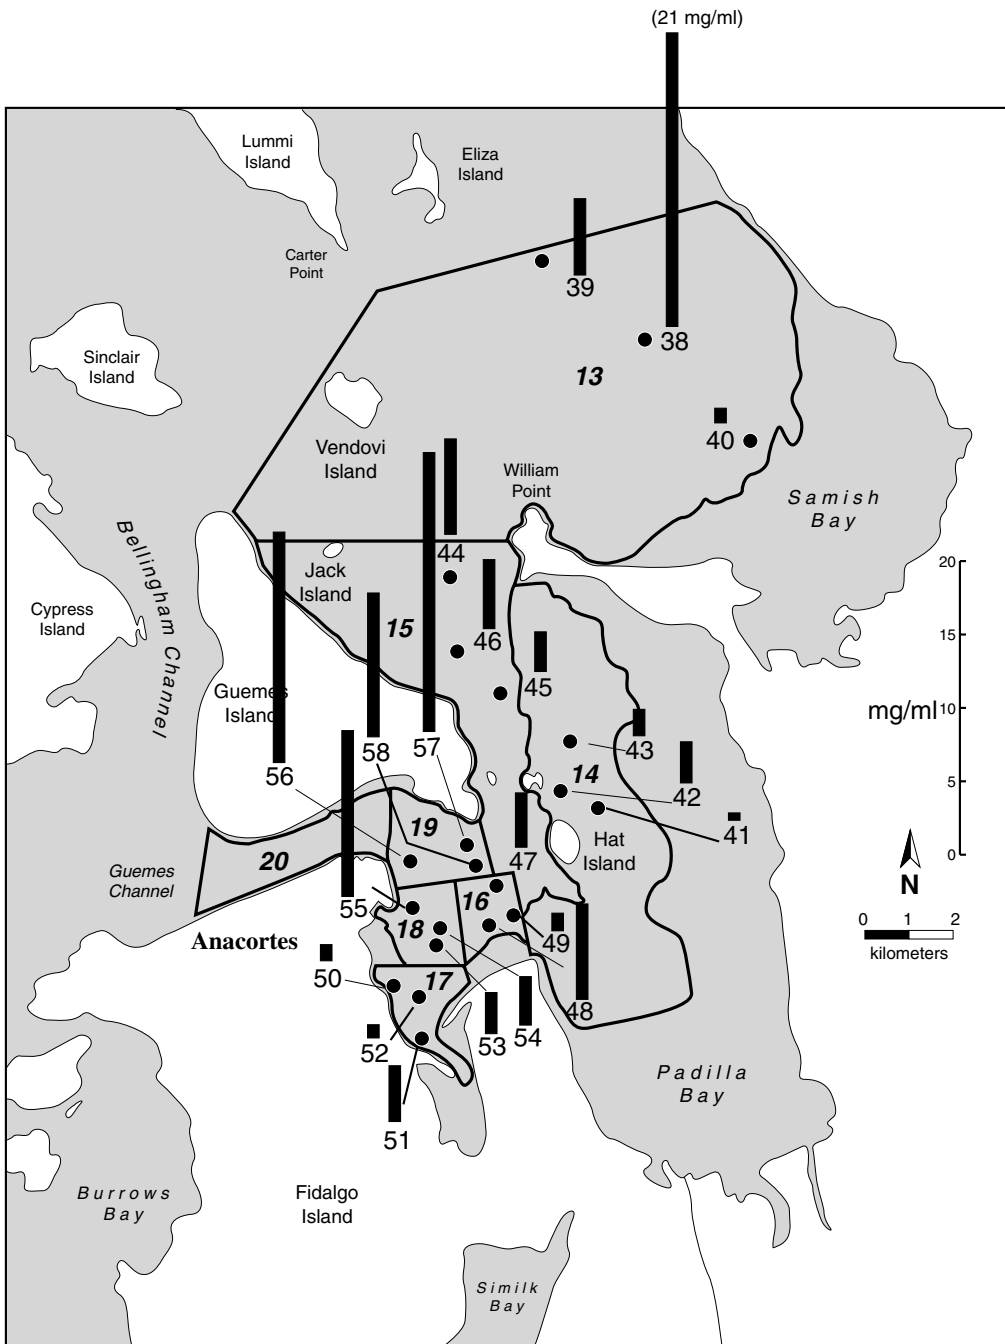 (21 mg/ml)
Lummi
Island
Eliza
Island
Carter
Point
39
38
13
Sinclair
Island
40
Vendovi
Island
William
Point
Samish
Bay
Bellingham Channel
44
Jack
Island
20
Cypress
Island
15
46
15
45
Guemes
Island
mg/ml
10
58
57
43
56
14
42
5
41
19
47
Hat
Island
20
0
Guemes
Channel
N
16
55
18
49
0 1 2
kilometers
Anacortes
50
17
48
53
54
52
Padilla
Bay
51
Burrows
Bay
Fidalgo
Island
Similk
Bay